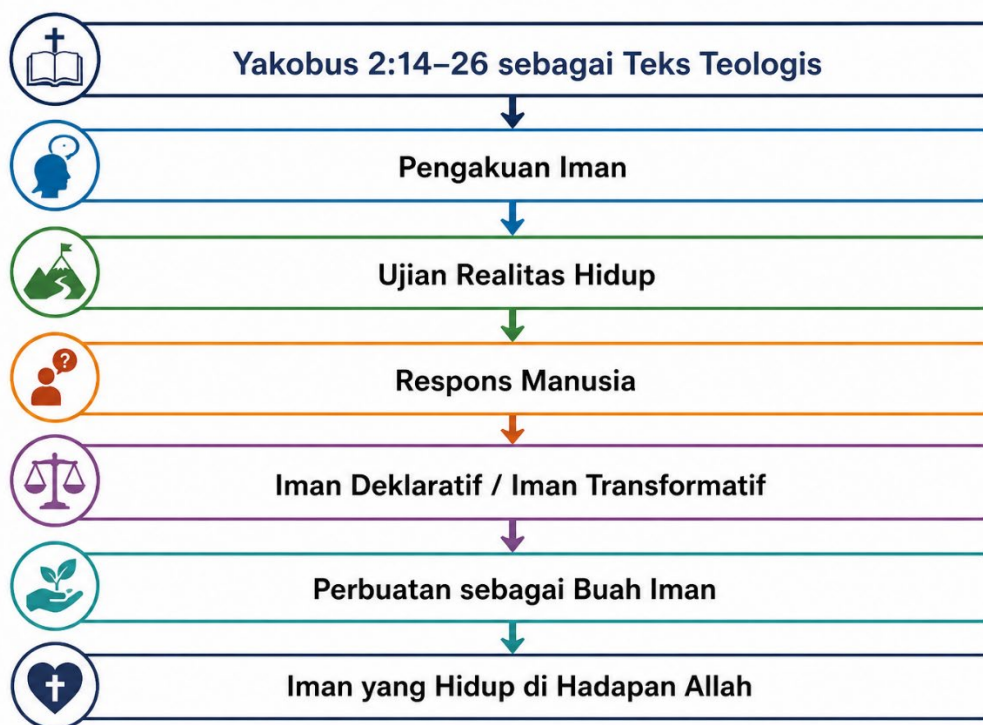 Yakobus 2:14–26 sebagai Teks Teologis
Pengakuan Iman
Ujian Realitas Hidup
?
Respons Manusia
Iman Deklaratif / Iman Transformatif
Perbuatan sebagai Buah Iman
Iman yang Hidup di Hadapan Allah